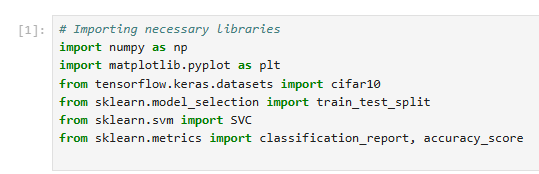 [1]: # Importing necessary libraries
import numpy as np
import matplotlib.pyplot as plt
from tensorflow.keras.datasets import cifar10
from sklearn.model_selection import train_test_split
from sklearn.svm import SVC
from sklearn.metrics import classification_report, accuracy_score